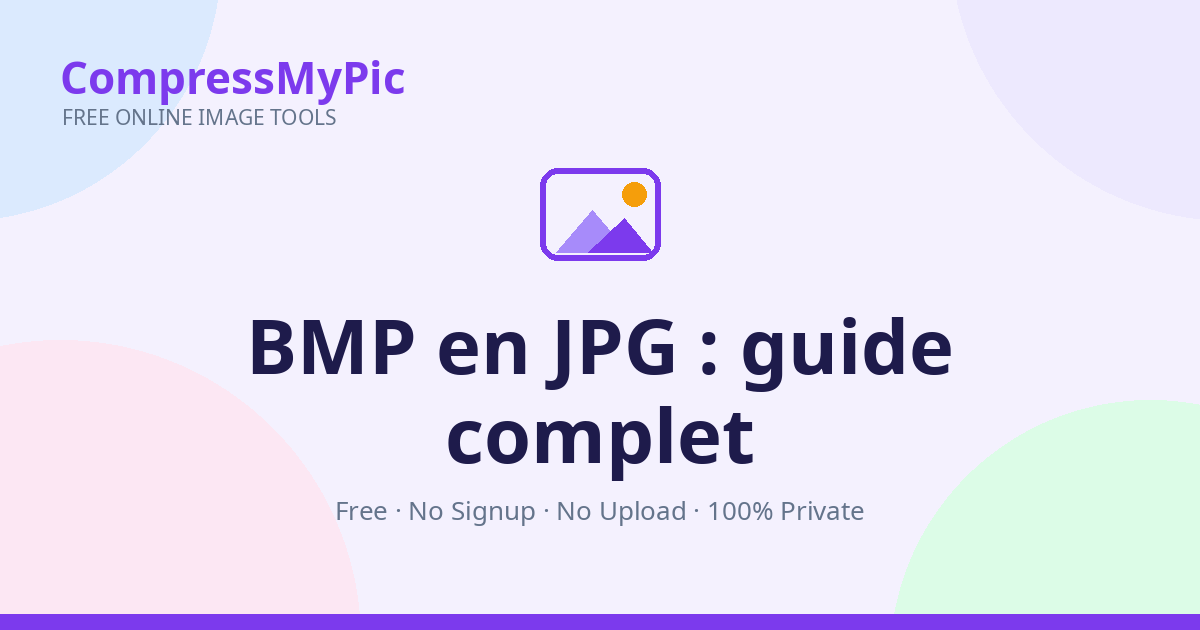 CompressMyPic
FREE ONLINE IMAGE TOOLS
BMP en JPG : guide
complet
Free · No Signup · No Upload · 100% Private